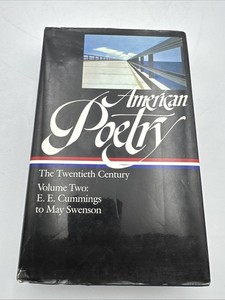 American
Poetry
The Twentieth Century
Volume Two:
E. E. Cummings
to May Swenson